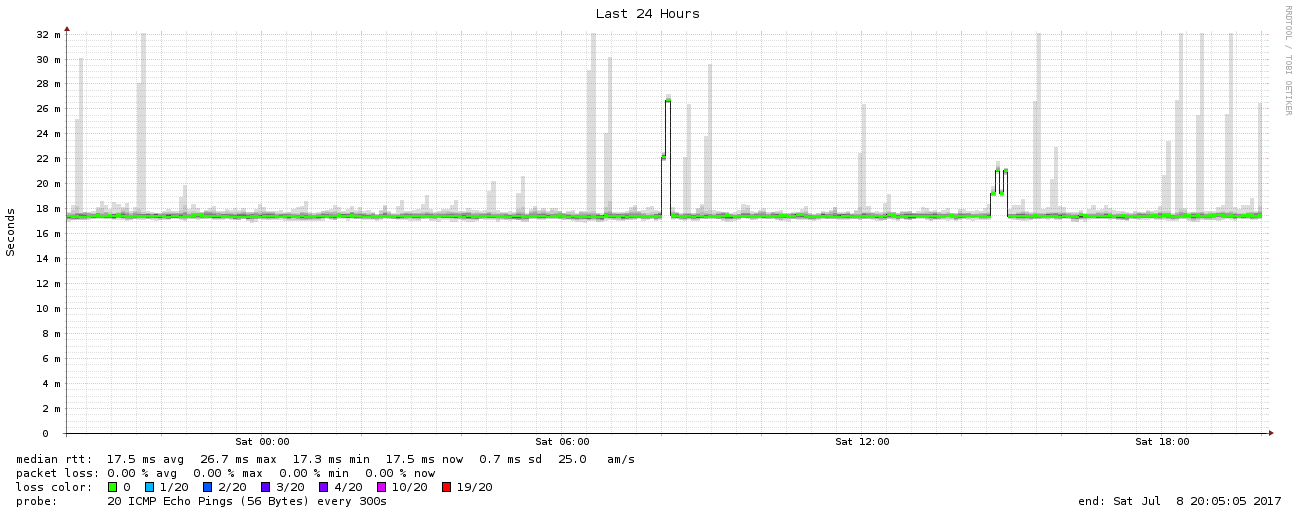 Last 24 Hours
RRDTOOL / TOBI OETIKER
Seconds
32 m
30 m
28 m
26 m
24 m
22 m
20 m
18 m
16 m
14 m
12 m
10 m
8 m
6 m
4 m
2 m
0
Sat 00:00 Sat 06:00 Sat 12:00 Sat 18:00
median rtt: 17.5 ms avg 26.7 ms max 17.3 ms min 17.5 ms now 0.7 ms sd 25.0 am/s
packet loss: 0.00 % avg 0.00 % max 0.00 % min 0.00 % now
loss color: 0 1/20 2/20 3/20 4/20 10/20 19/20
probe: 20 ICMP Echo Pings (56 Bytes) every 300s end: Sat Jul 8 20:05:05 2017